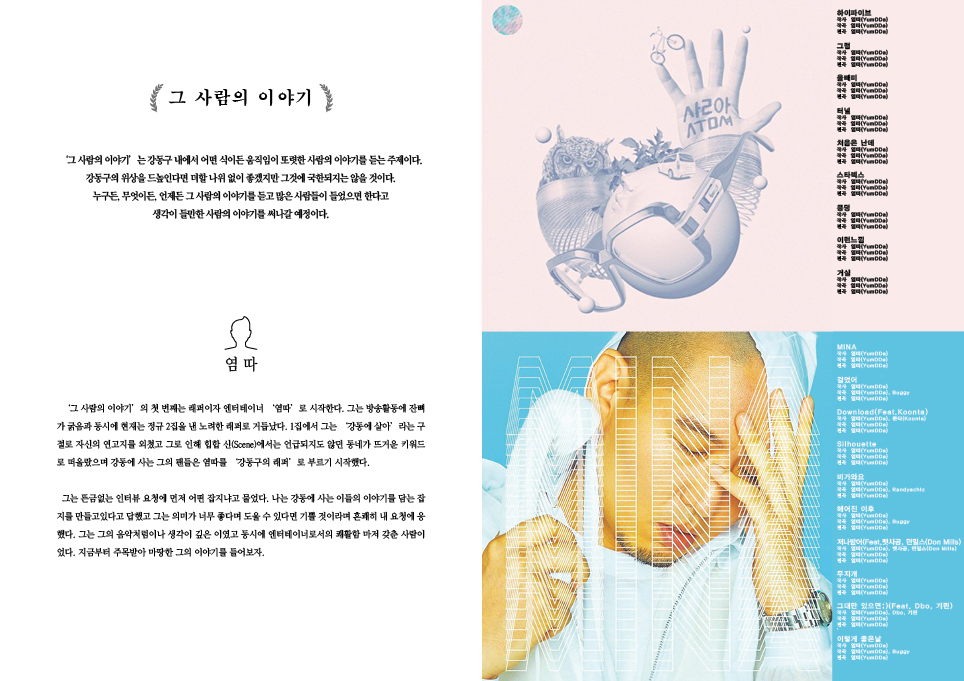 그 사람의 이야기
‘그 사람의 이야기’ 는 강동구 내에서 어떤 식이든 움직임이 또렷한 사람의 이야기를 듣는 주제이다.
강동구의 위상을 드높인다면 더할 나위 없이 좋겠지만 그것에 국한되지는 않을 것이다.
누구든, 무엇이든, 언제든 그 사람의 이야기를 듣고 많은 사람들이 들었으면 한다고
생각이 들만한 사람의 이야기를 써나갈 예정이다.
염 따
‘그 사람의 이야기’ 의 첫 번째는 래퍼이자 엔터테이너 ‘염따’ 로 시작한다. 그는 방송활동에 잔뼈
가 굵음과 동시에 현재는 정규 2집을 낸 노련한 래퍼로 거듭났다. 1집에서 그는 ‘강동에 살아’ 라는 구
절로 자신의 연고지를 외쳤고 그로 인해 힙합 신(Scene)에서는 언급되지도 않던 동네가 뜨거운 키워드
로 떠올랐으며 강동에 사는 그의 팬들은 염따를 ‘강동구의 래퍼’ 로 부르기 시작했다.
그는 뜬금없는 인터뷰 요청에 먼저 어떤 잡지냐고 물었다. 나는 강동에 사는 이들의 이야기를 담는 잡
지를 만들고있다고 답했고 그는 의미가 너무 좋다며 도울 수 있다면 기쁠 것이라며 흔쾌히 내 요청에 응
했다. 그는 그의 음악처럼이나 생각이 깊은 이였고 동시에 엔터테이너로서의 쾌활함 마저 갖춘 사람이
었다. 지금부터 주목받아 마땅한 그의 이야기를 들어보자.
살아
ATOM
하이파이브
작사 염따(YumDDa)
작곡 염따(YumDDa)
편곡 염따(YumDDa)
그럼
작사 염따(YumDDa)
작곡 염따(YumDDa)
편곡 염따(YumDDa)
올빼미
작사 염따(YumDDa)
작곡 염따(YumDDa)
편곡 염따(YumDDa)
터널
작사 염따(YumDDa)
작곡 염따(YumDDa)
편곡 염따(YumDDa)
처음은 난데
작사 염따(YumDDa)
작곡 염따(YumDDa)
편곡 염따(YumDDa)
스타렉스
작사 염따(YumDDa)
작곡 염따(YumDDa)
편곡 염따(YumDDa)
작사 염따(YumDDa)
작곡 염따(YumDDa)
편곡 염따(YumDDa)
이런느낌
작사 염따(YumDDa)
작곡 염따(YumDDa)
편곡 염따(YumDDa)
거실
작사 염따(YumDDa)
작곡 염따(YumDDa)
편곡 염따(YumDDa)
MINA
MINA
작사 염따(YumDDa)
작곡 염따(YumDDa)
편곡 염따(YumDDa)
걸었어
작사 염따(YumDDa)
작곡 염따(YumDDa), Buggy
편곡 염따(YumDDa)
Download(Feat.Koonta)
작사 염따(YumDDa), 쿤타(Koonta)
작곡 염따(YumDDa)
편곡 염따(YumDDa)
Silhouette
작사 염따(YumDDa)
작곡 염따(YumDDa)
편곡 염따(YumDDa)
비가와요
작사 염따(YumDDa)
작곡 염따(YumDDa)
편곡 염따(YumDDa)
헤어진 이후
작사 염따(YumDDa)
작곡 염따(YumDDa), Buggy
편곡 염따(YumDDa)
저나받어(Feat.뱃사공, 던밀스(Don Mills)
작사 염따(YumDDa), 뱃사공, 던밀스(Don Mills)
작곡 염따(YumDDa)
편곡 염따(YumDDa)
무지개
작사 염따(YumDDa)
작곡 염따(YumDDa)
편곡 염따(YumDDa)
그대만 있으면:)(Feat, Dbo, 기린)
작사 염따(YumDDa), Dbo, 기린
작곡 염따(YumDDa)
편곡 염따(YumDDa)
이렇게 좋은날
작사 염따(YumDDa)
작곡 염따(YumDDa), Buggy
편곡 염따(YumDDa)